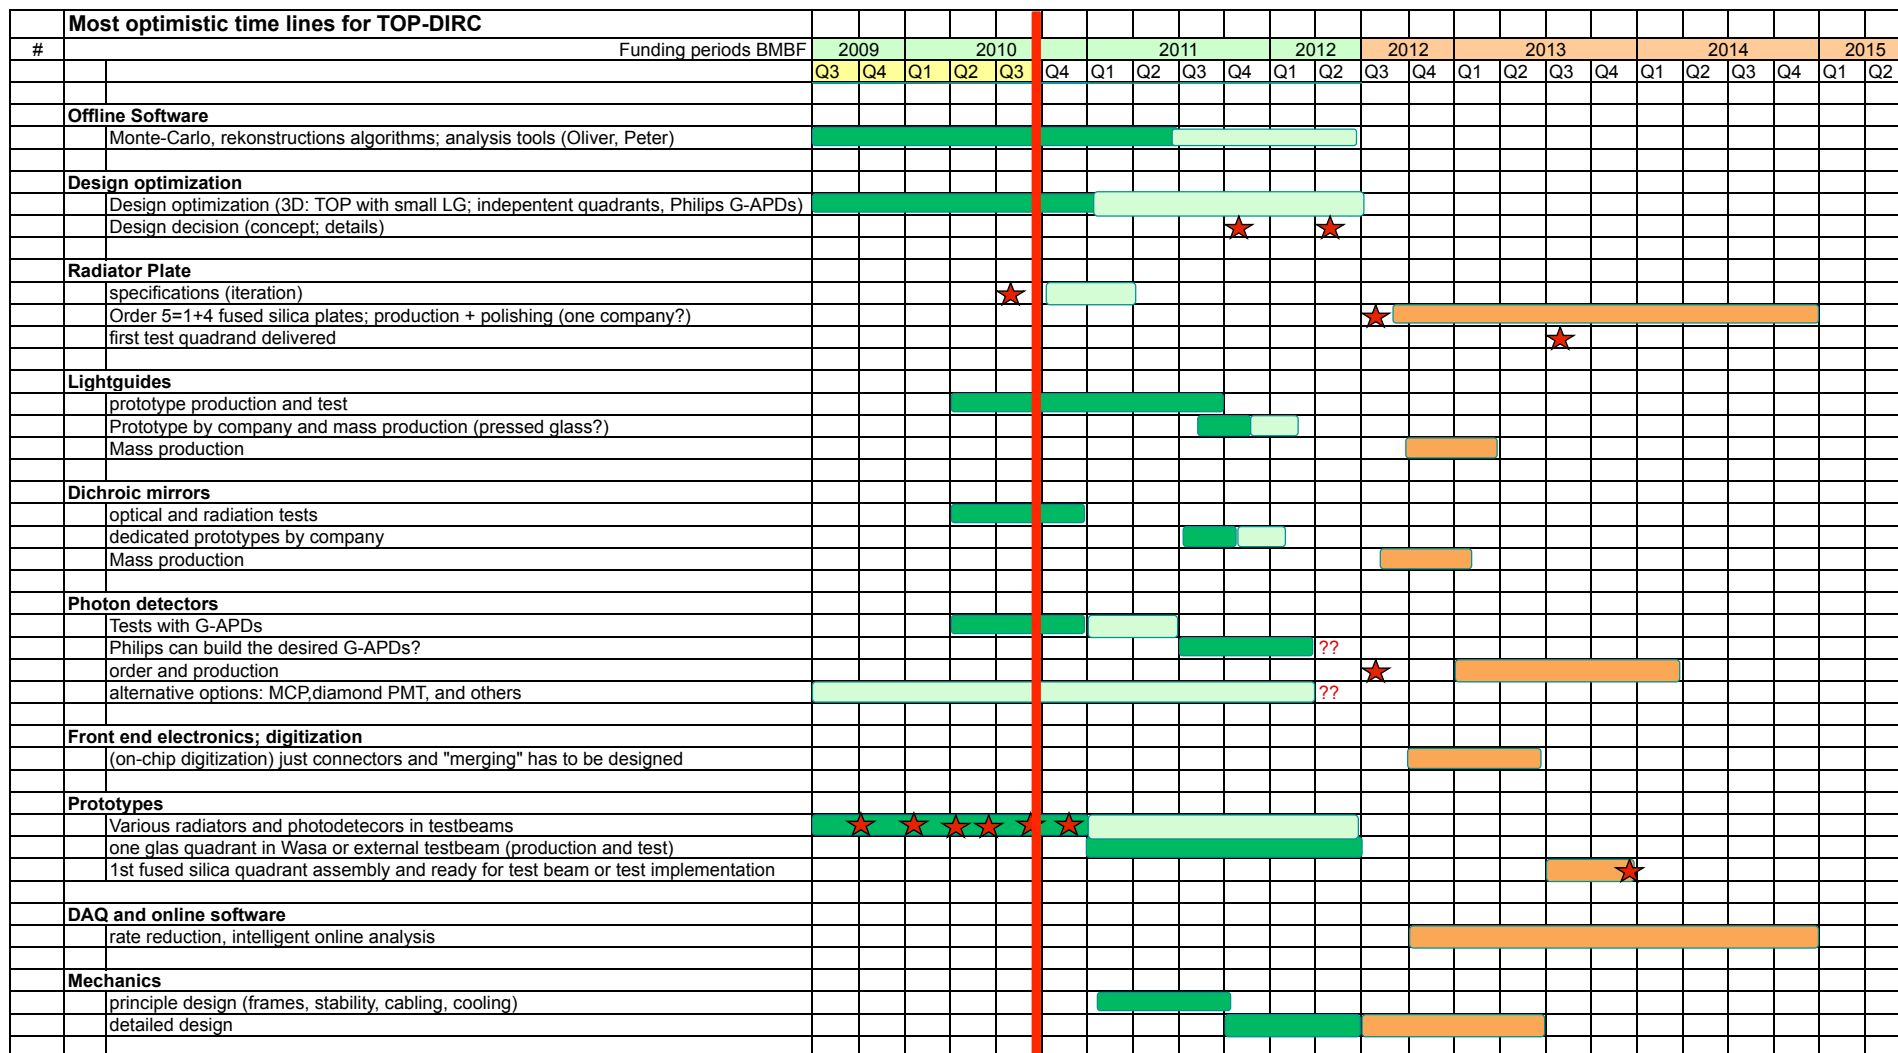 Most optimistic time lines for TOP-DIRC
# Funding periods BMBF 2009 2010 2011 2012 2012 2013 2014 2015
Q3 Q4 Q1 Q2 Q3 Q4 Q1 Q2 Q3 Q4 Q1 Q2 Q3 Q4 Q1 Q2 Q3 Q4 Q1 Q2 Q3 Q4 Q1 Q2
Offline Software
Monte-Carlo, rekonstructions algorithms; analysis tools (Oliver, Peter)
Design optimization
Design optimization (3D: TOP with small LG; indepentent quadrants, Philips G-APDs)
Design decision (concept; details)
Radiator Plate
specifications (iteration)
Order 5=1+4 fused silica plates; production + polishing (one company?)
first test quadrand delivered
Lightguides
prototype production and test
Prototype by company and mass production (pressed glass?)
Mass production
Dichroic mirrors
optical and radiation tests
dedicated prototypes by company
Mass production
Photon detectors
Tests with G-APDs
Philips can build the desired G-APDs? ??
order and production
alternative options: MCP,diamond PMT, and others ??
Front end electronics; digitization
(on-chip digitization) just connectors and "merging" has to be designed
Prototypes
Various radiators and photodetecors in testbeams
one glas quadrant in Wasa or external testbeam (production and test)
1st fused silica quadrant assembly and ready for test beam or test implementation
DAQ and online software
rate reduction, intelligent online analysis
Mechanics
principle design (frames, stability, cabling, cooling)
detailed design